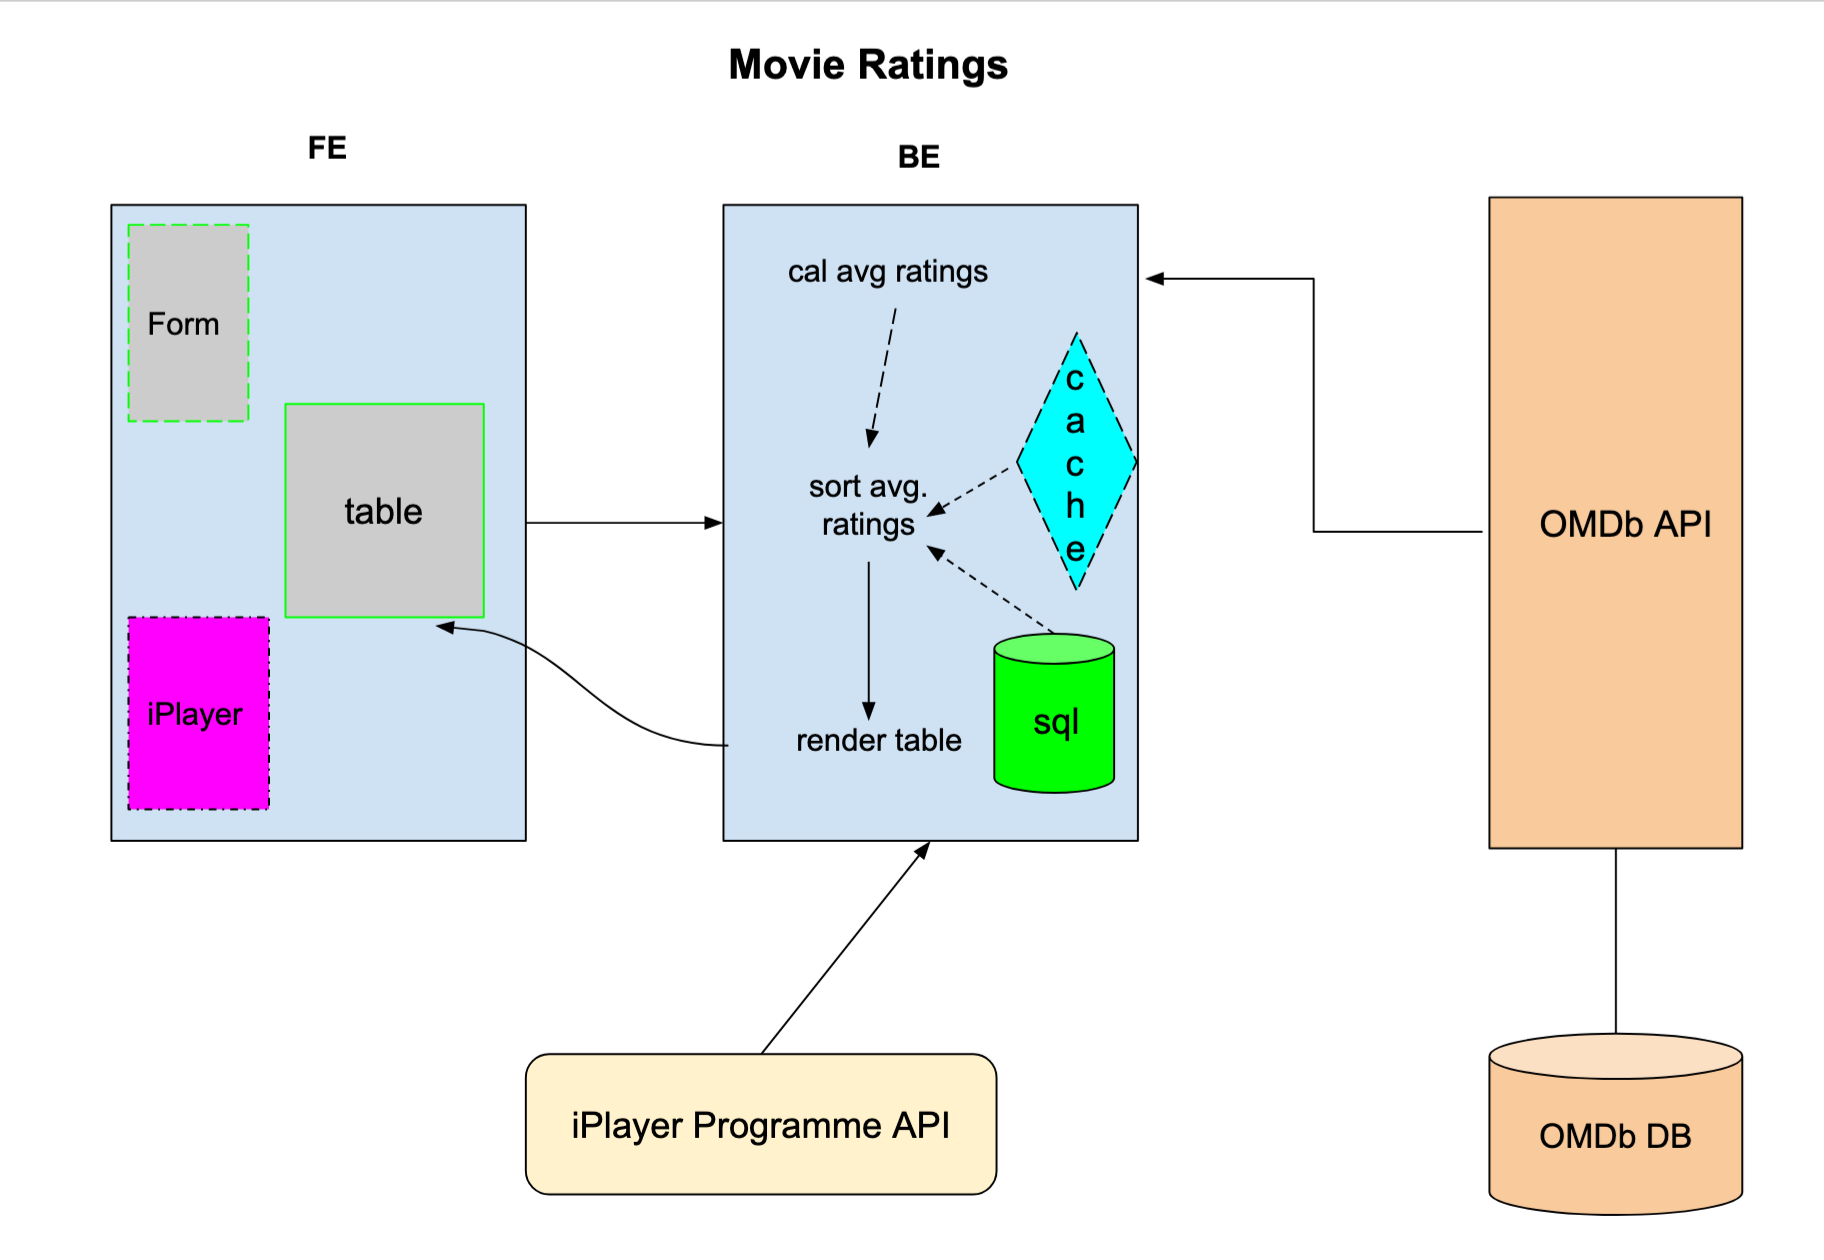 Movie Ratings
FE
BE
Form
table
iPlayer
cal avg ratings
sort avg.
ratings
render table
c
a
c
h
e
sql
OMDb API
OMDb DB
iPlayer Programme API